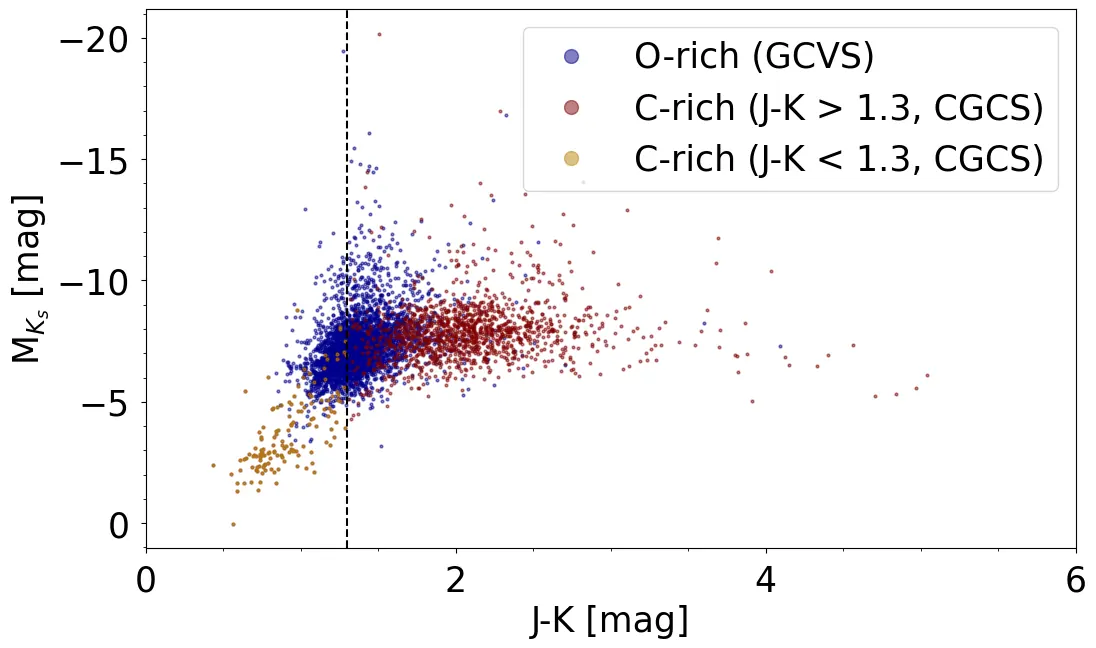 −20
−15
−10
−5
0
M_{K_s} [mag]
O-rich (GCVS)
C-rich (J-K > 1.3, CGCS)
C-rich (J-K < 1.3, CGCS)
0 2 4 6
J-K [mag]